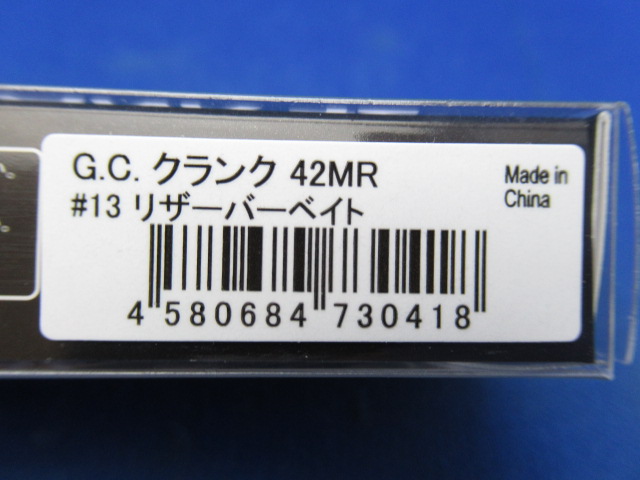 G.C. クランク 42MR
#13 リザーバーベイト
Made in
China
4 580684 730418